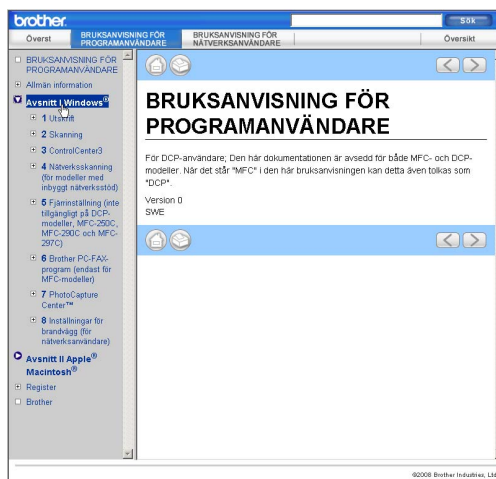 brother
Sök
Överst
BRUKSANVISNING FÖR
PROGRAMANVÄNDARE
BRUKSANVISNING FÖR
NÄTVERKSANVÄNDARE
Översikt
BRUKSANVISNING FÖR
PROGRAMANVÄNDARE
Allmän information
Avsnitt I Windows®
1 Utskrift
2 Skanning
3 ControlCenter3
4 Nätverksskanning
(för modeller med
inbyggt nätverksstöd)
5 Fjärrinställning (inte
tillgängligt på DCP-
modeller, MFC-250C,
MFC-290C och MFC-
297C)
6 Brother PC-FAX-
program (endast för
MFC-modeller)
7 PhotoCapture
Center™
8 Inställningar för
brandvägg (för
nätverksanvändare)
Avsnitt II Apple®
Macintosh®
Register
Brother
BRUKSANVISNING FÖR
PROGRAMANVÄNDARE
För DCP-användare; Den här dokumentationen är avsedd för både MFC- och DCP-
modeller. När det står "MFC" i den här bruksanvisningen kan detta även tolkas som
"DCP".
Version 0
SWE
©2008 Brother Industries, Ltd